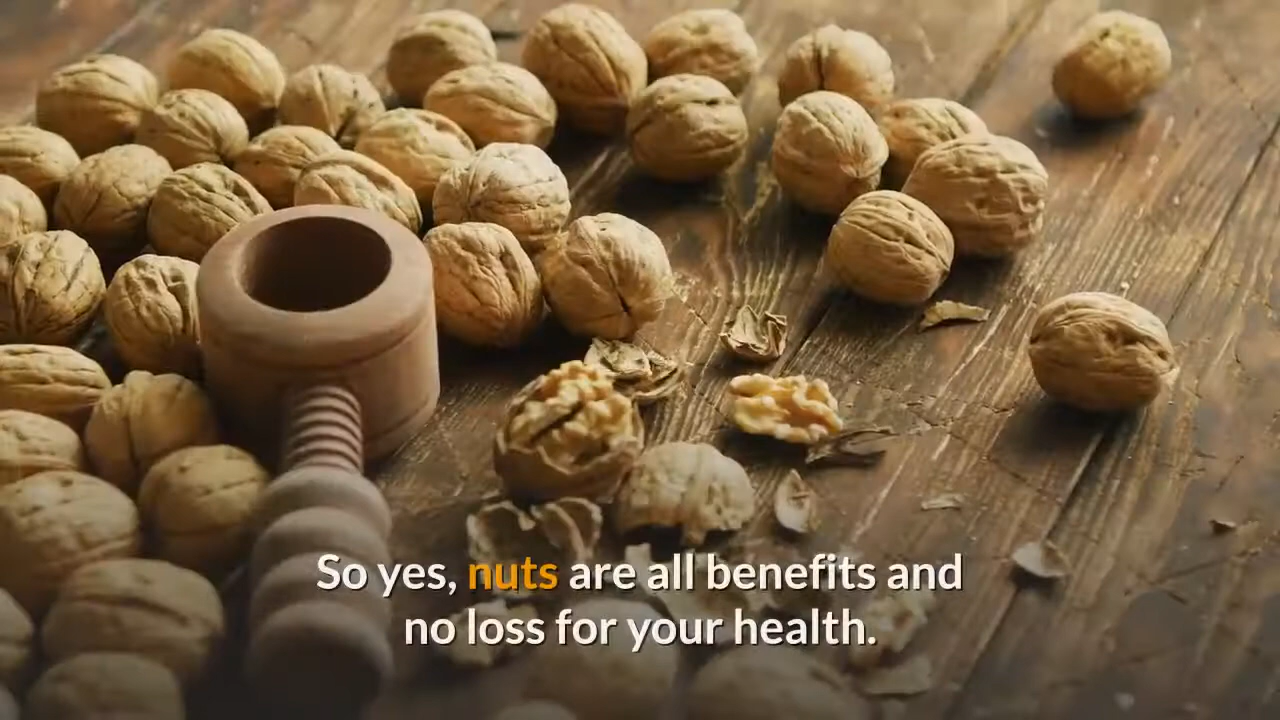 So yes, nuts are all benefits and
no loss for your health.